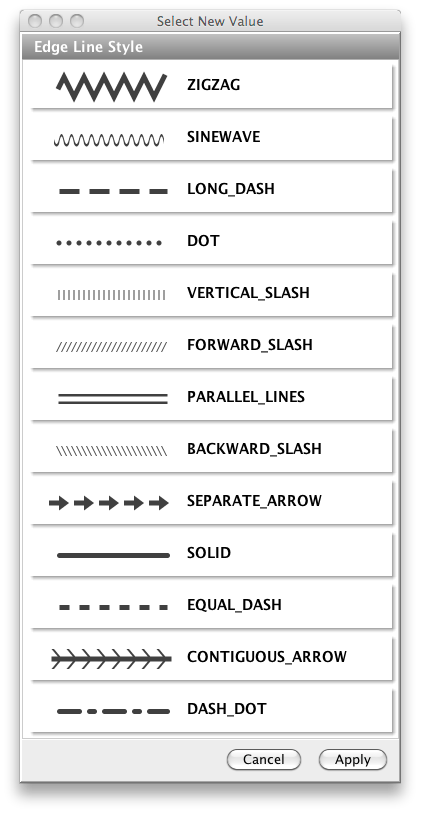 Select New Value
Edge Line Style
ZIGZAG
SINEWAVE
LONG_DASH
DOT
VERTICAL_SLASH
FORWARD_SLASH
PARALLEL_LINES
BACKWARD_SLASH
SEPARATE_ARROW
SOLID
EQUAL_DASH
CONTIGUOUS_ARROW
DASH_DOT
Cancel Apply